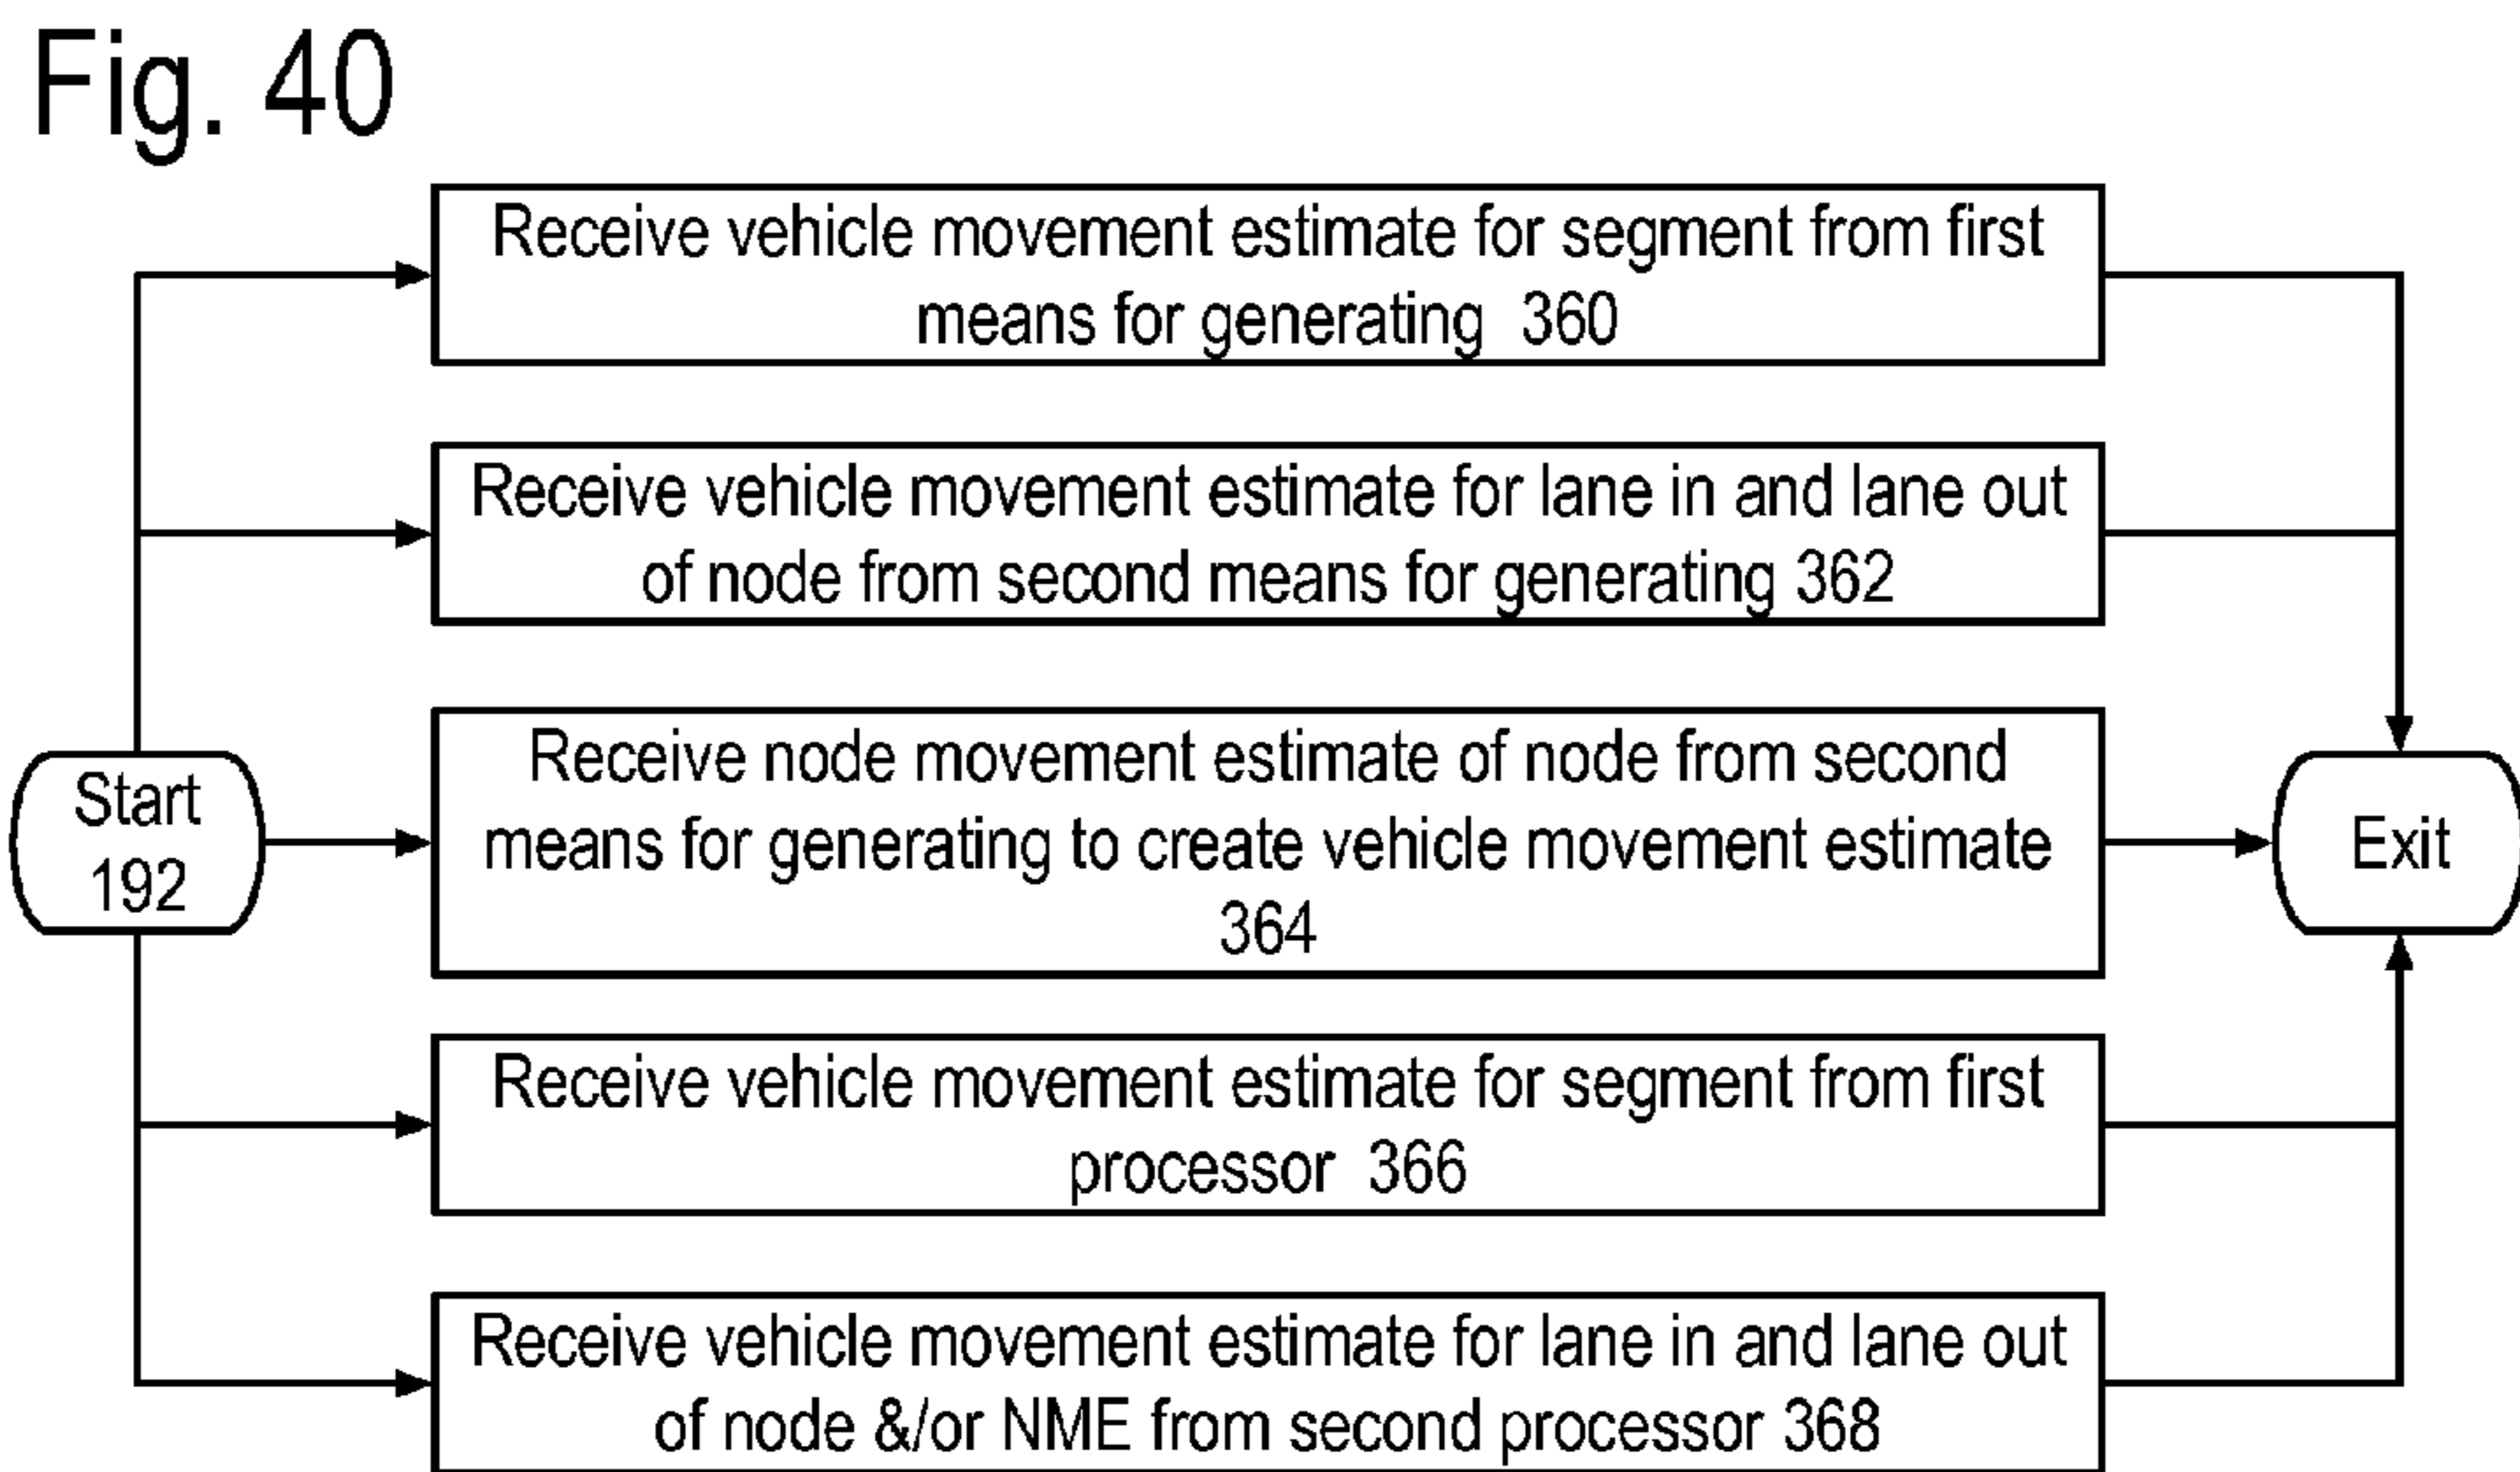 Fig. 40
Receive vehicle movement estimate for segment from first
means for generating 360
Receive vehicle movement estimate for lane in and lane out
of node from second means for generating 362
Receive node movement estimate of node from second
means for generating to create vehicle movement estimate
364
Start
192
Exit
Receive vehicle movement estimate for segment from first
processor 366
Receive vehicle movement estimate for lane in and lane out
of node &/or NME from second processor 368